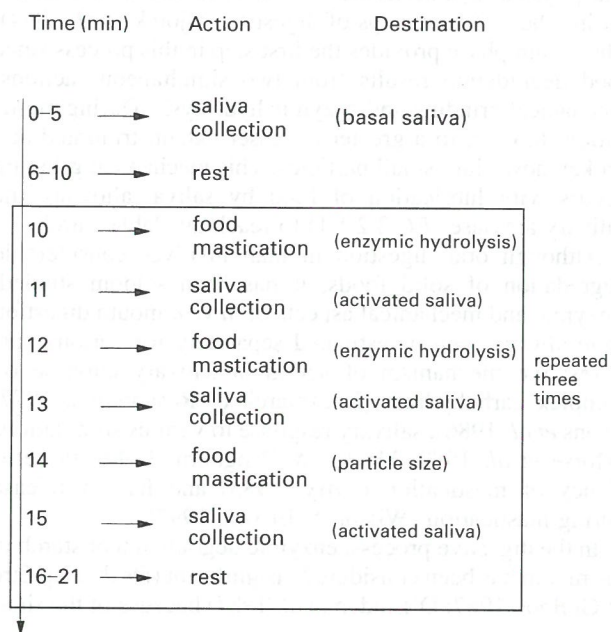 Time (min) Action Destination
0–5 saliva collection (basal saliva)
6–10 rest
10 food mastication (enzymic hydrolysis)
11 saliva collection (activated saliva)
12 food mastication (enzymic hydrolysis)
13 saliva collection (activated saliva)
14 food mastication (particle size)
15 saliva collection (activated saliva)
16–21 rest
repeated
three
times